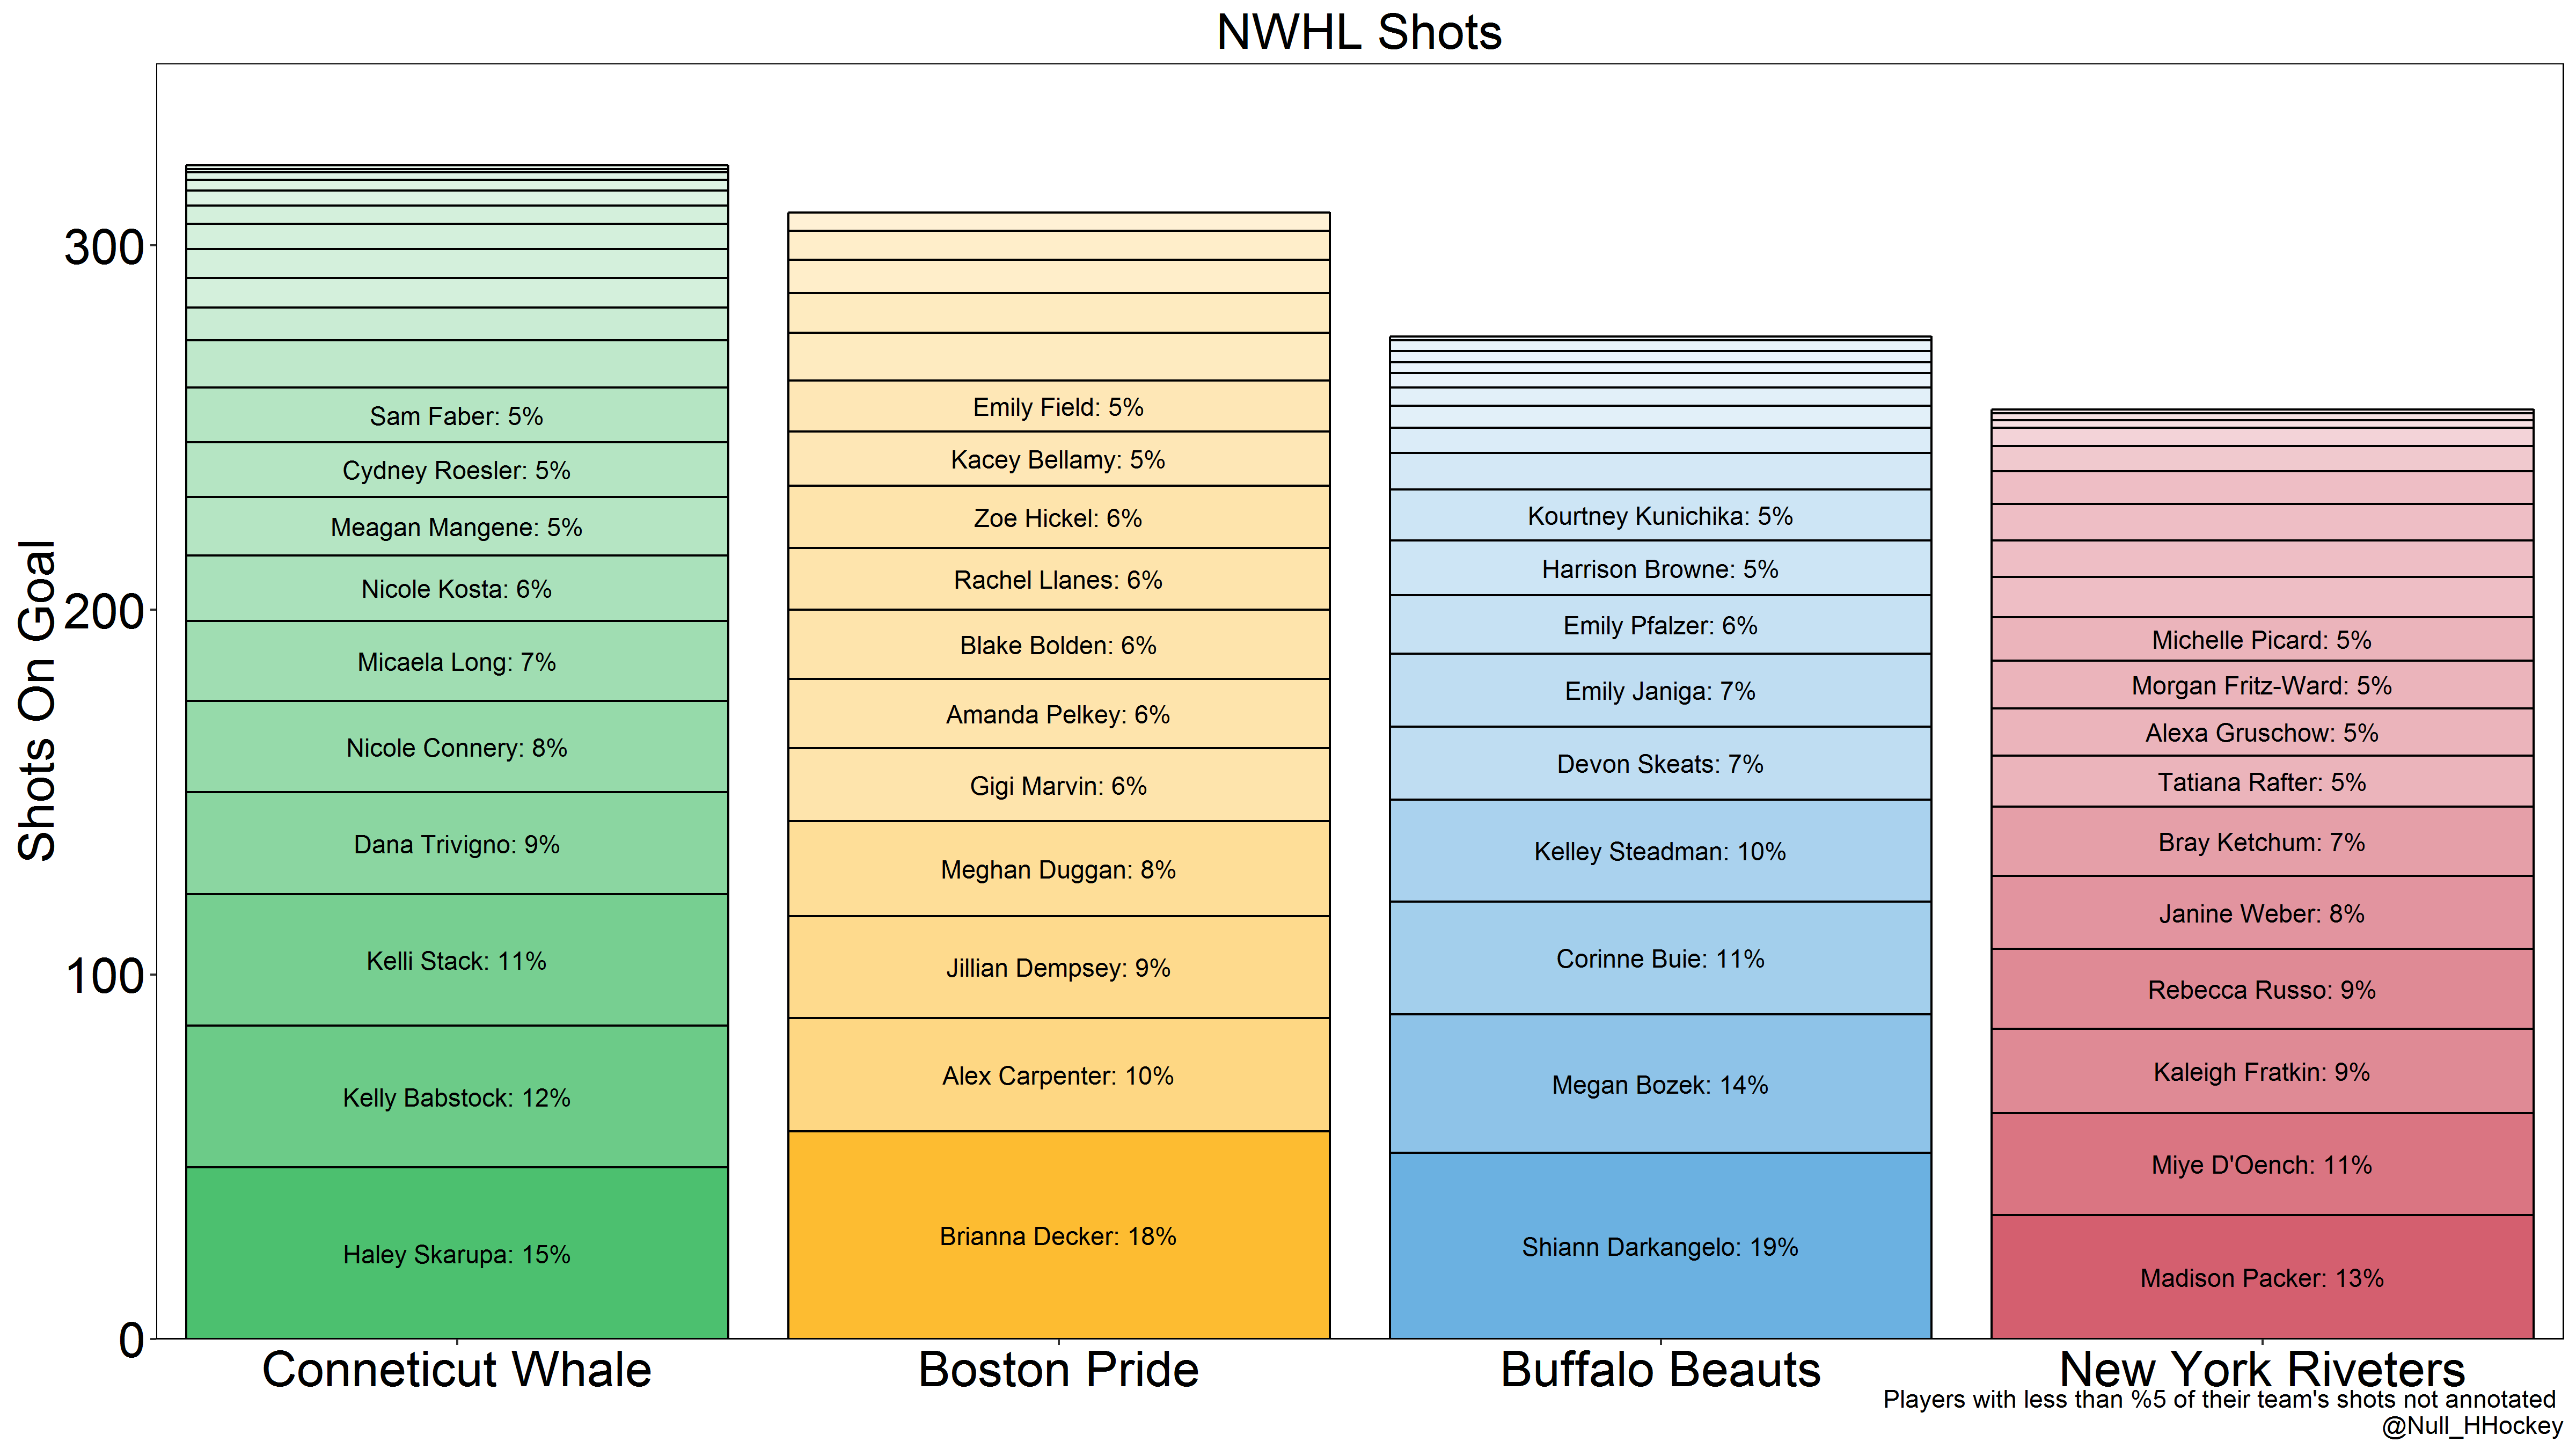 NWHL Shots
Shots On Goal
300
200
100
0
Sam Faber: 5%
Cydney Roesler: 5%
Meagan Mangene: 5%
Nicole Kosta: 6%
Micaela Long: 7%
Nicole Connery: 8%
Dana Trivigno: 9%
Kelli Stack: 11%
Kelly Babstock: 12%
Haley Skarupa: 15%
Conneticut Whale
Emily Field: 5%
Kacey Bellamy: 5%
Zoe Hickel: 6%
Rachel Llanes: 6%
Blake Bolden: 6%
Amanda Pelkey: 6%
Gigi Marvin: 6%
Meghan Duggan: 8%
Jillian Dempsey: 9%
Alex Carpenter: 10%
Brianna Decker: 18%
Boston Pride
Kourtney Kunichika: 5%
Harrison Browne: 5%
Emily Pfalzer: 6%
Emily Janiga: 7%
Devon Skeats: 7%
Kelley Steadman: 10%
Corinne Buie: 11%
Megan Bozek: 14%
Shiann Darkangelo: 19%
Buffalo Beauts
Michelle Picard: 5%
Morgan Fritz-Ward: 5%
Alexa Gruschow: 5%
Tatiana Rafter: 5%
Bray Ketchum: 7%
Janine Weber: 8%
Rebecca Russo: 9%
Kaleigh Fratkin: 9%
Miye D'Oench: 11%
Madison Packer: 13%
New York Riveters
Players with less than %5 of their team's shots not annotated
@Null_HHockey